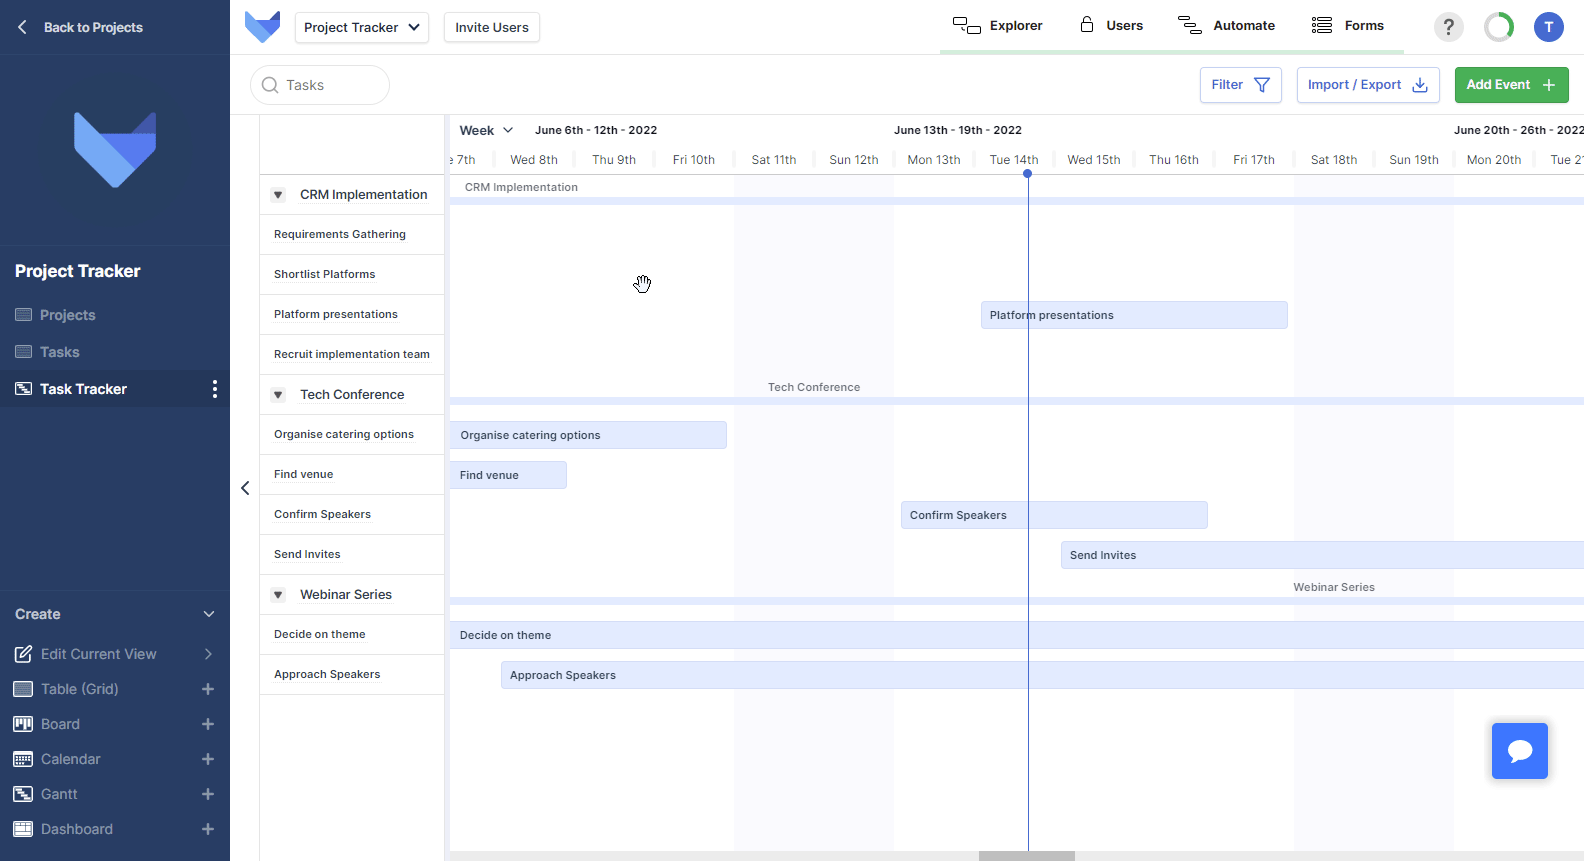 Back to Projects
Project Tracker
Invite Users
Explorer
Users
Automate
Forms
?
T
Tasks
Filter
Import / Export
Add Event
Week
June 6th - 12th - 2022
June 13th - 19th - 2022
June 20th - 26th - 2022
e 7th
Wed 8th
Thu 9th
Fri 10th
Sat 11th
Sun 12th
Mon 13th
Tue 14th
Wed 15th
Thu 16th
Fri 17th
Sat 18th
Sun 19th
Mon 20th
Tue 2
Project Tracker
Projects
Tasks
Task Tracker
Create
Edit Current View
Table (Grid)
Board
Calendar
Gantt
Dashboard
CRM Implementation
Requirements Gathering
Shortlist Platforms
Platform presentations
Recruit implementation team
Tech Conference
Organise catering options
Find venue
Confirm Speakers
Send Invites
Webinar Series
Decide on theme
Approach Speakers
CRM Implementation
Platform presentations
Tech Conference
Organise catering options
Find venue
Confirm Speakers
Send Invites
Webinar Series
Decide on theme
Approach Speakers